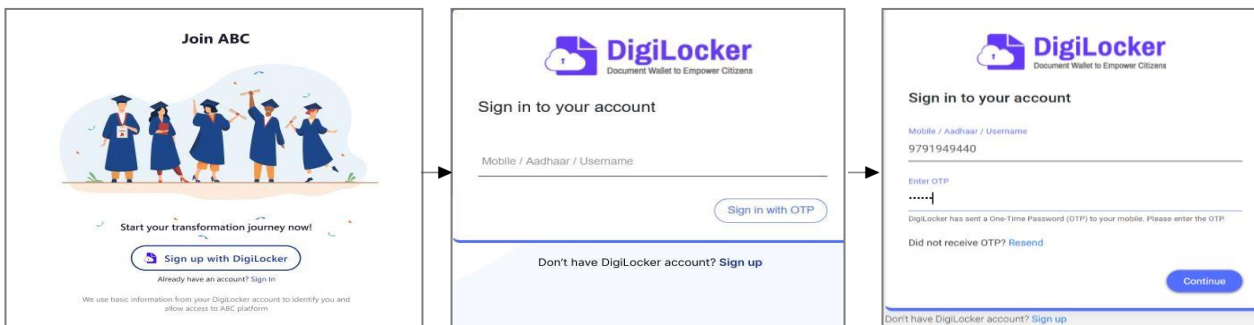 Join ABC
Start your transformation journey now!
Sign up with DigiLocker
Already have an account? Sign In
We use basic information from your DigiLocker account to identify you and
allow access to ABC platform
DigiLocker
Document Wallet to Empower Citizens
Sign in to your account
Mobile / Aadhaar / Username
Sign in with OTP
Don't have DigiLocker account? Sign up
DigiLocker
Document Wallet to Empower Citizens
Sign in to your account
Mobile / Aadhaar / Username
9791949440
Enter OTP
••••••
DigiLocker has sent a One-Time Password (OTP) to your mobile. Please enter the OTP.
Did not receive OTP? Resend
Continue
Don't have DigiLocker account? Sign up